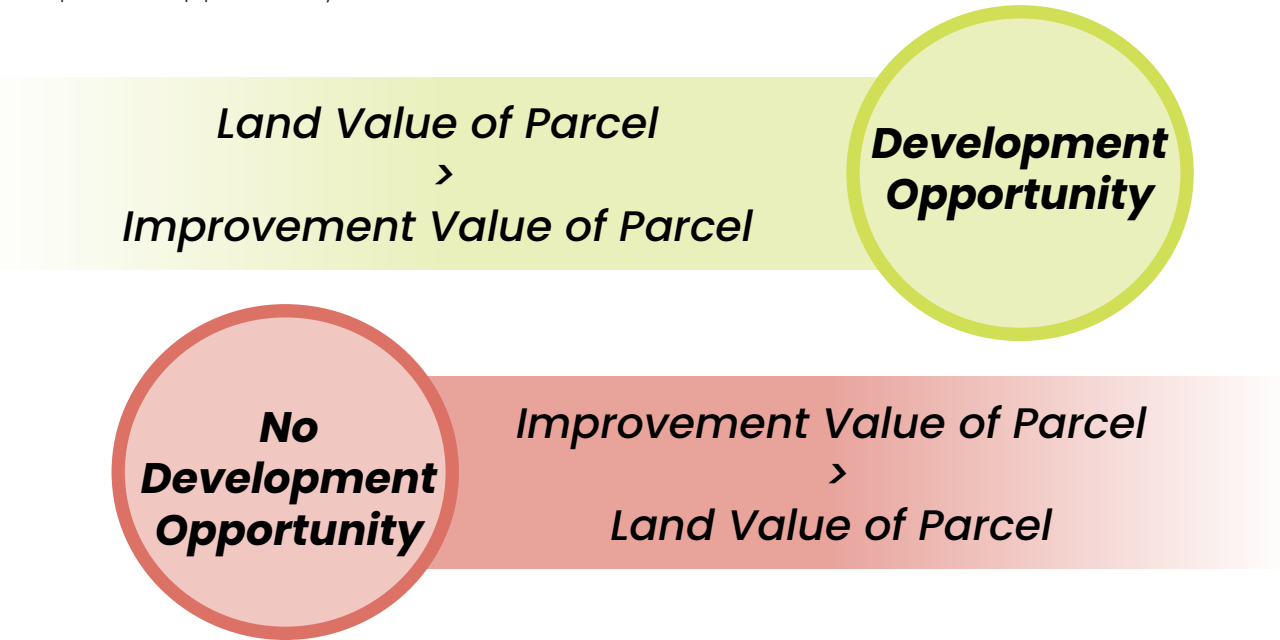 Land Value of Parcel
>
Improvement Value of Parcel
Development
Opportunity
No
Development
Opportunity
Improvement Value of Parcel
>
Land Value of Parcel